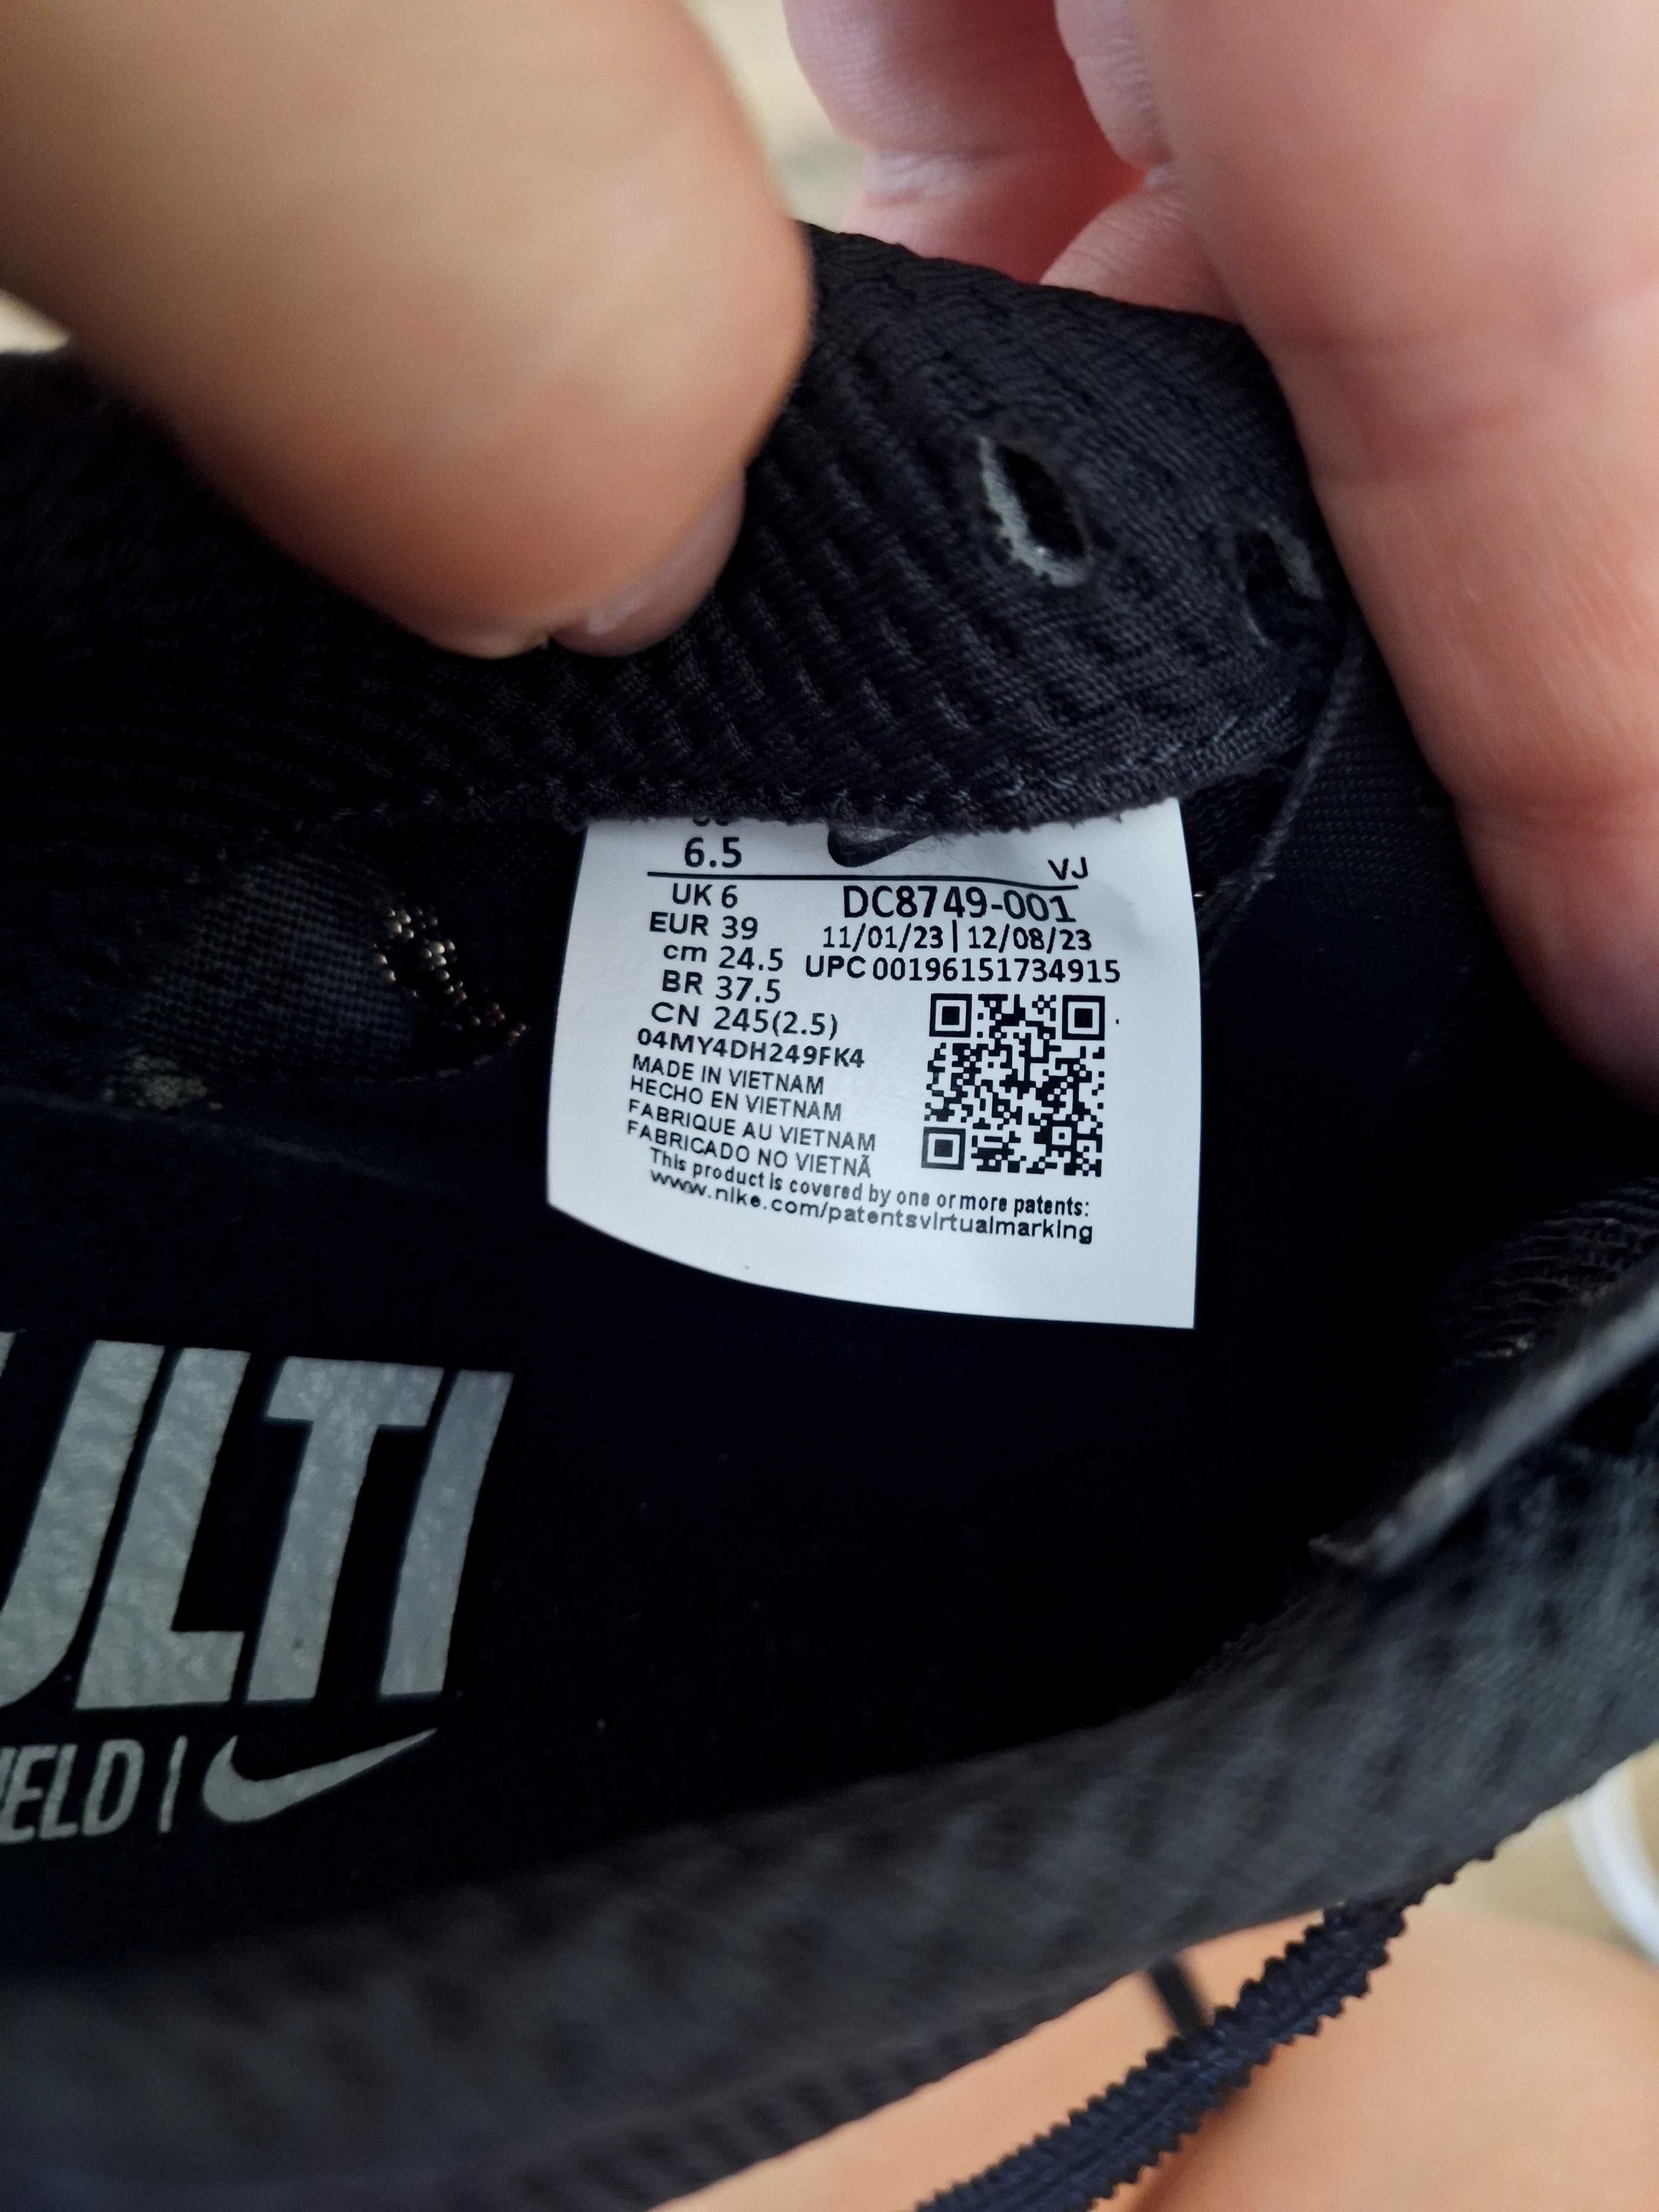 6.5
VJ
UK 6
DC8749-001
EUR 39
11/01/23 | 12/08/23
cm 24.5
UPC 00196151734915
BR 37.5
CN 245(2.5)
04MY4DH249FK4
MADE IN VIETNAM
HECHO EN VIETNAM
FABRIQUE AU VIETNAM
FABRICADO NO VIETNÃ
This product is covered by one or more patents:
www.nike.com/patentsvirtualmarking
ULTI
IELD |